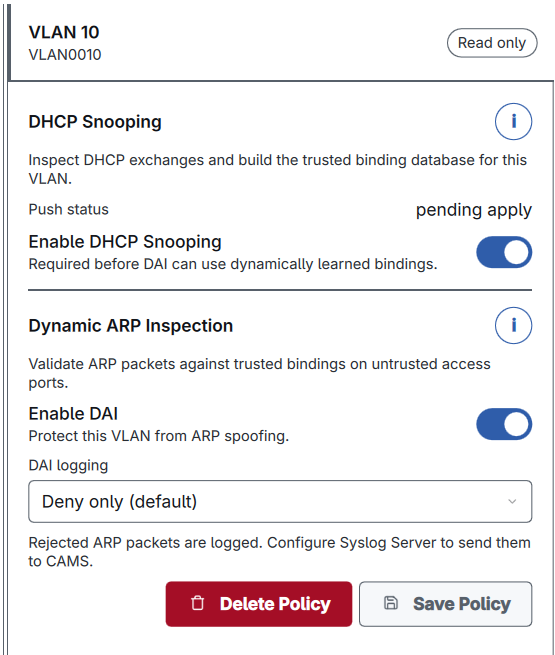 VLAN 10
VLAN0010
Read only
DHCP Snooping
i
Inspect DHCP exchanges and build the trusted binding database for this
VLAN.
Push status
pending apply
Enable DHCP Snooping
Required before DAI can use dynamically learned bindings.
Dynamic ARP Inspection
i
Validate ARP packets against trusted bindings on untrusted access
ports.
Enable DAI
Protect this VLAN from ARP spoofing.
DAI logging
Deny only (default)
Rejected ARP packets are logged. Configure Syslog Server to send them
to CAMS.
Delete Policy
Save Policy